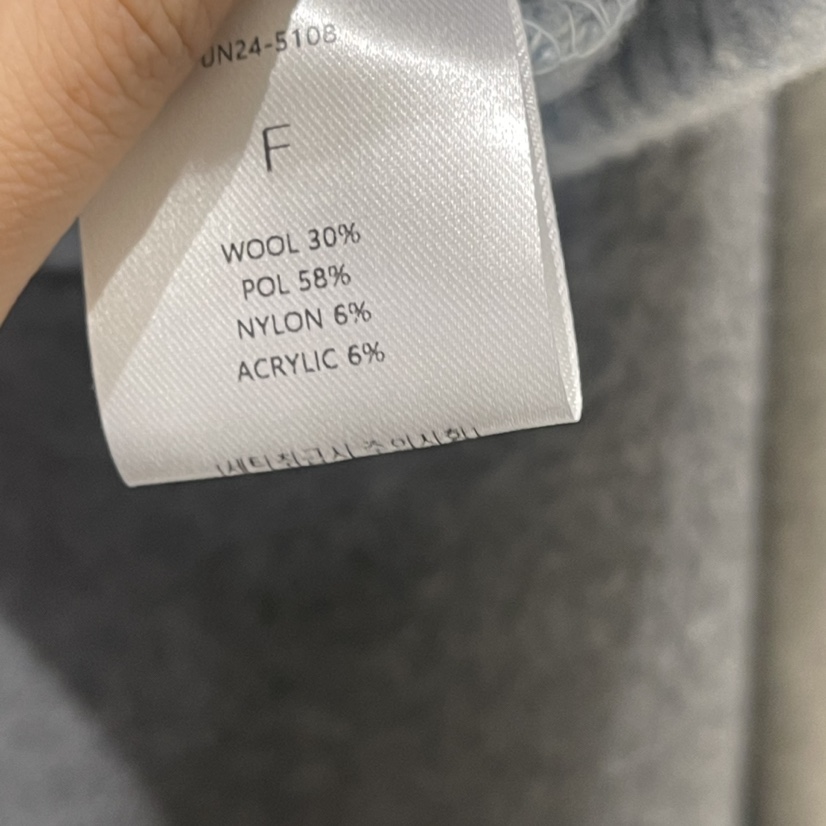 UN24-5108
F
WOOL 30%
POL 58%
NYLON 6%
ACRYLIC 6%